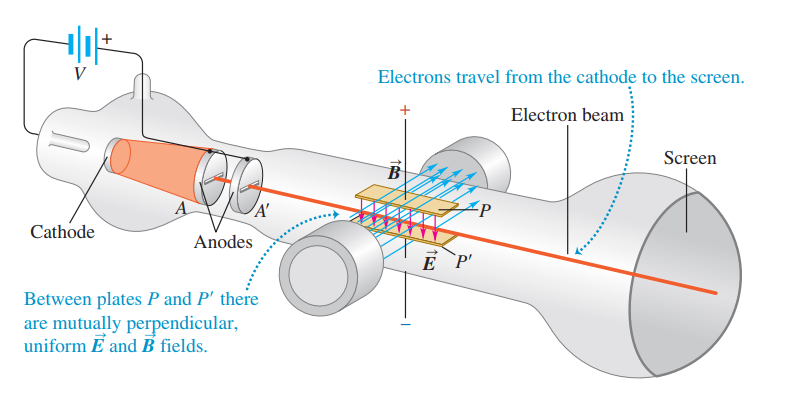 +
V
Electrons travel from the cathode to the screen.
+
Electron beam
Screen
B⃗
P
A
A′
Cathode
Anodes
E⃗
P′
Between plates P and P′ there
are mutually perpendicular,
uniform E⃗ and B⃗ fields.
−